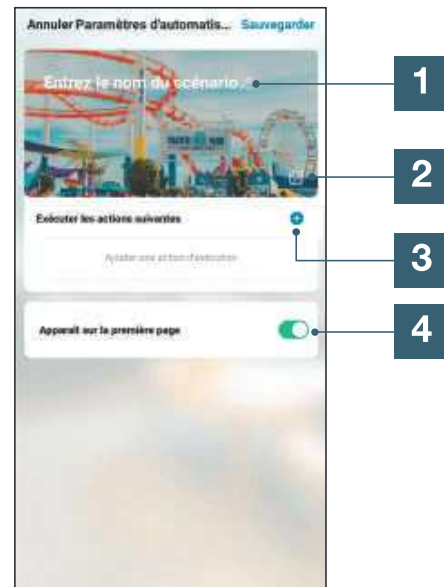 Annuler Paramètres d'automatis... Sauvegarder
Entrez le nom du scénario
1
2
Exécuter les actions suivantes
3
Ajouter une action d'exécution
Apparaît sur la première page
4